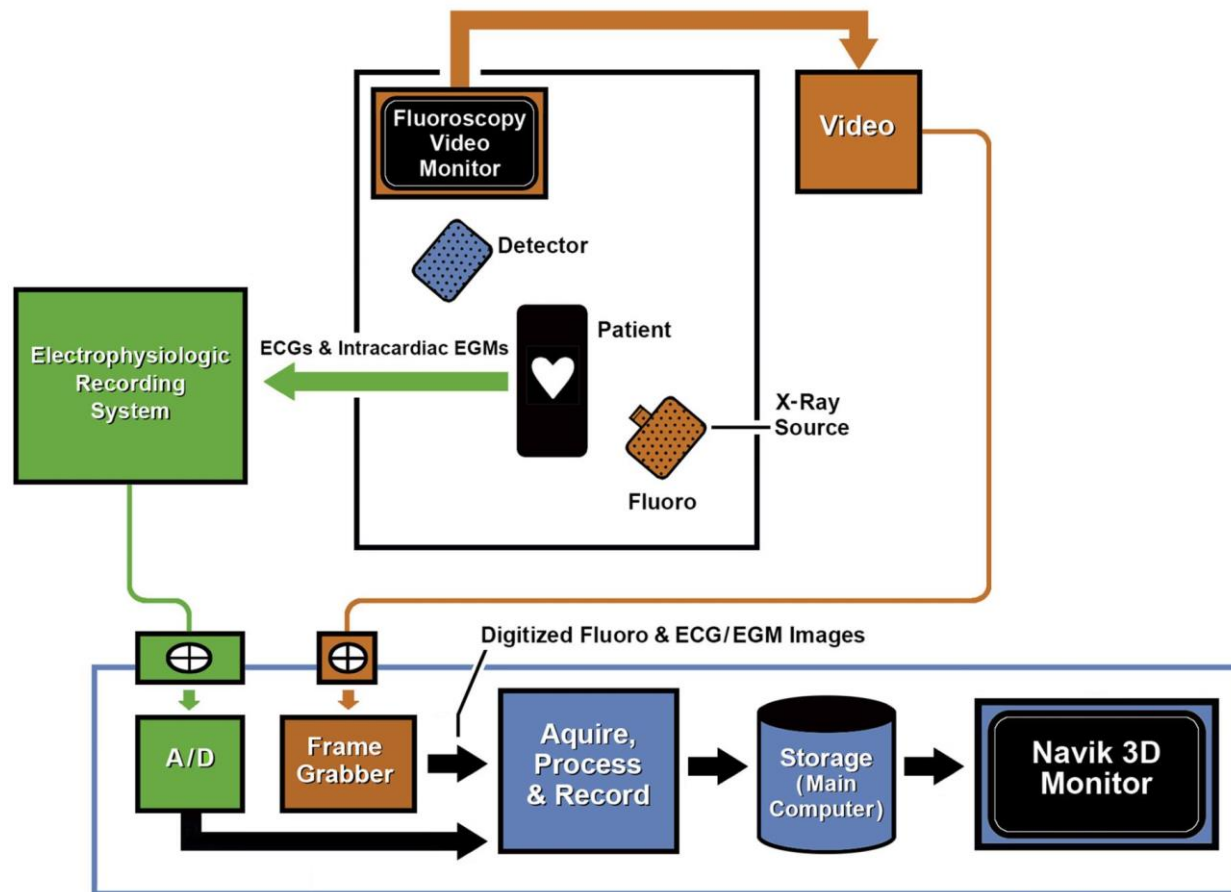 Fluoroscopy
Video
Monitor
Video
Detector
Electrophysiologic
Recording
System
ECGs & Intracardiac EGMs
Patient
X-Ray
Source
Fluoro
Digitized Fluoro & ECG/EGM Images
A/D
Frame
Grabber
Aquire,
Process
& Record
Storage
(Main
Computer)
Navik 3D
Monitor